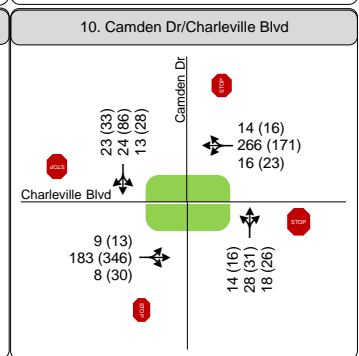 10. Camden Dr/Charleville Blvd
Camden Dr
STOP
23 (33)
24 (86)
13 (28)
14 (16)
266 (171)
16 (23)
STOP
Charleville Blvd
STOP
9 (13)
183 (346)
8 (30)
14 (16)
28 (31)
18 (26)
STOP